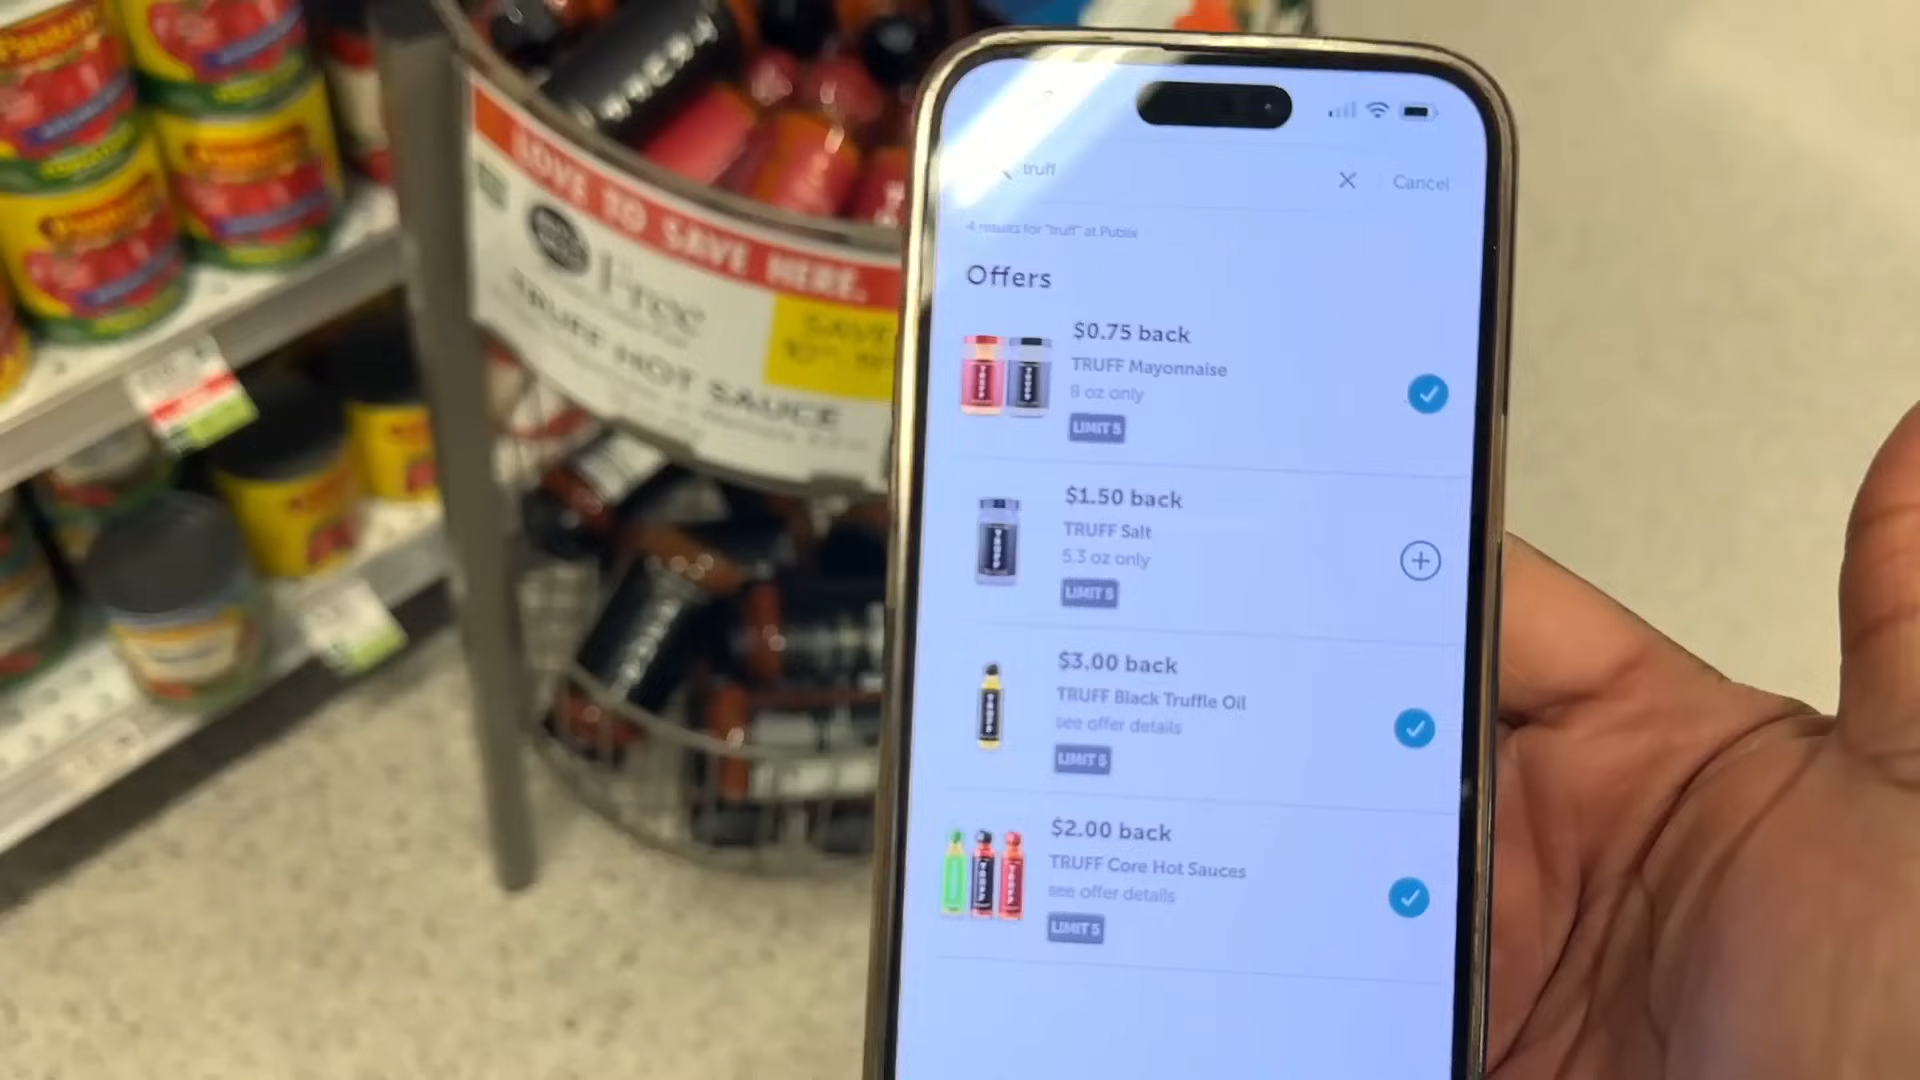 LOVE TO SAVE HERE.
Free
TRUFF HOT SAUCE
truff
Cancel
4 results for "truff" at Publix
Offers
$0.75 back
TRUFF Mayonnaise
8 oz only
LIMIT 5
$1.50 back
TRUFF Salt
5.3 oz only
LIMIT 5
$3.00 back
TRUFF Black Truffle Oil
see offer details
LIMIT 5
$2.00 back
TRUFF Core Hot Sauces
see offer details
LIMIT 5